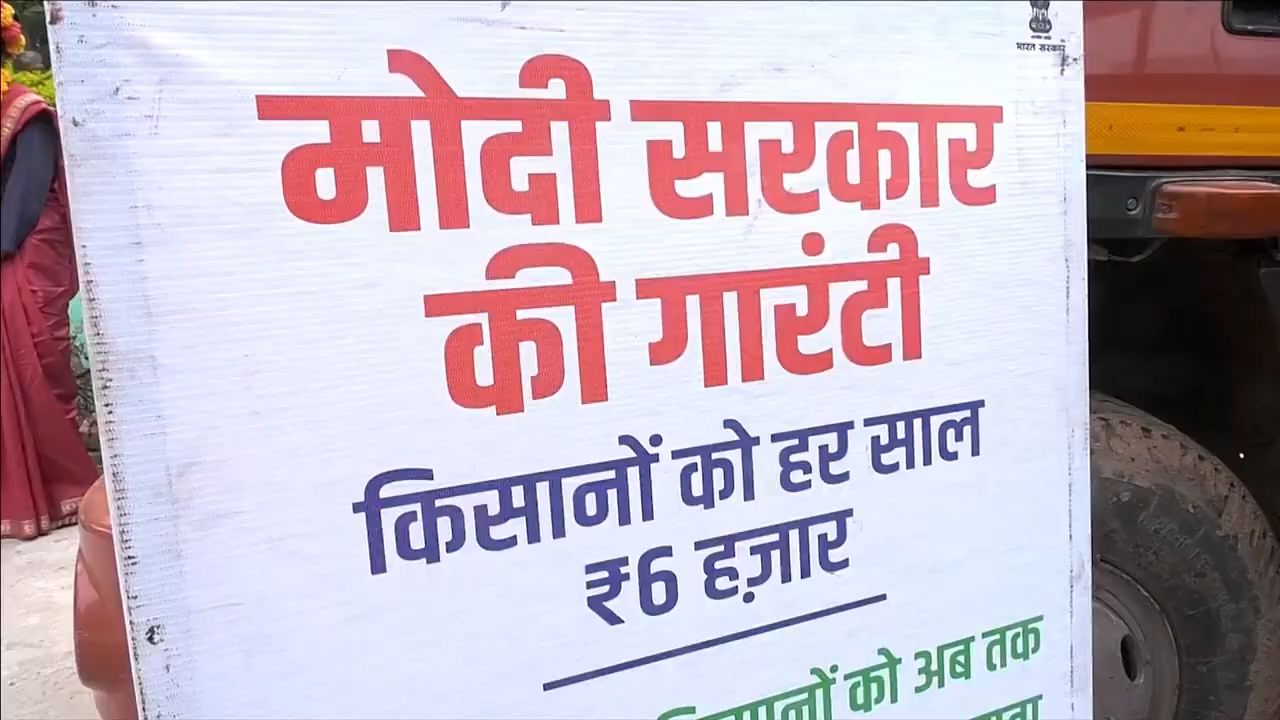 भारत सरकार
मोदी सरकार
की गारंटी
किसानों को हर साल
₹6 हज़ार
को अब तक